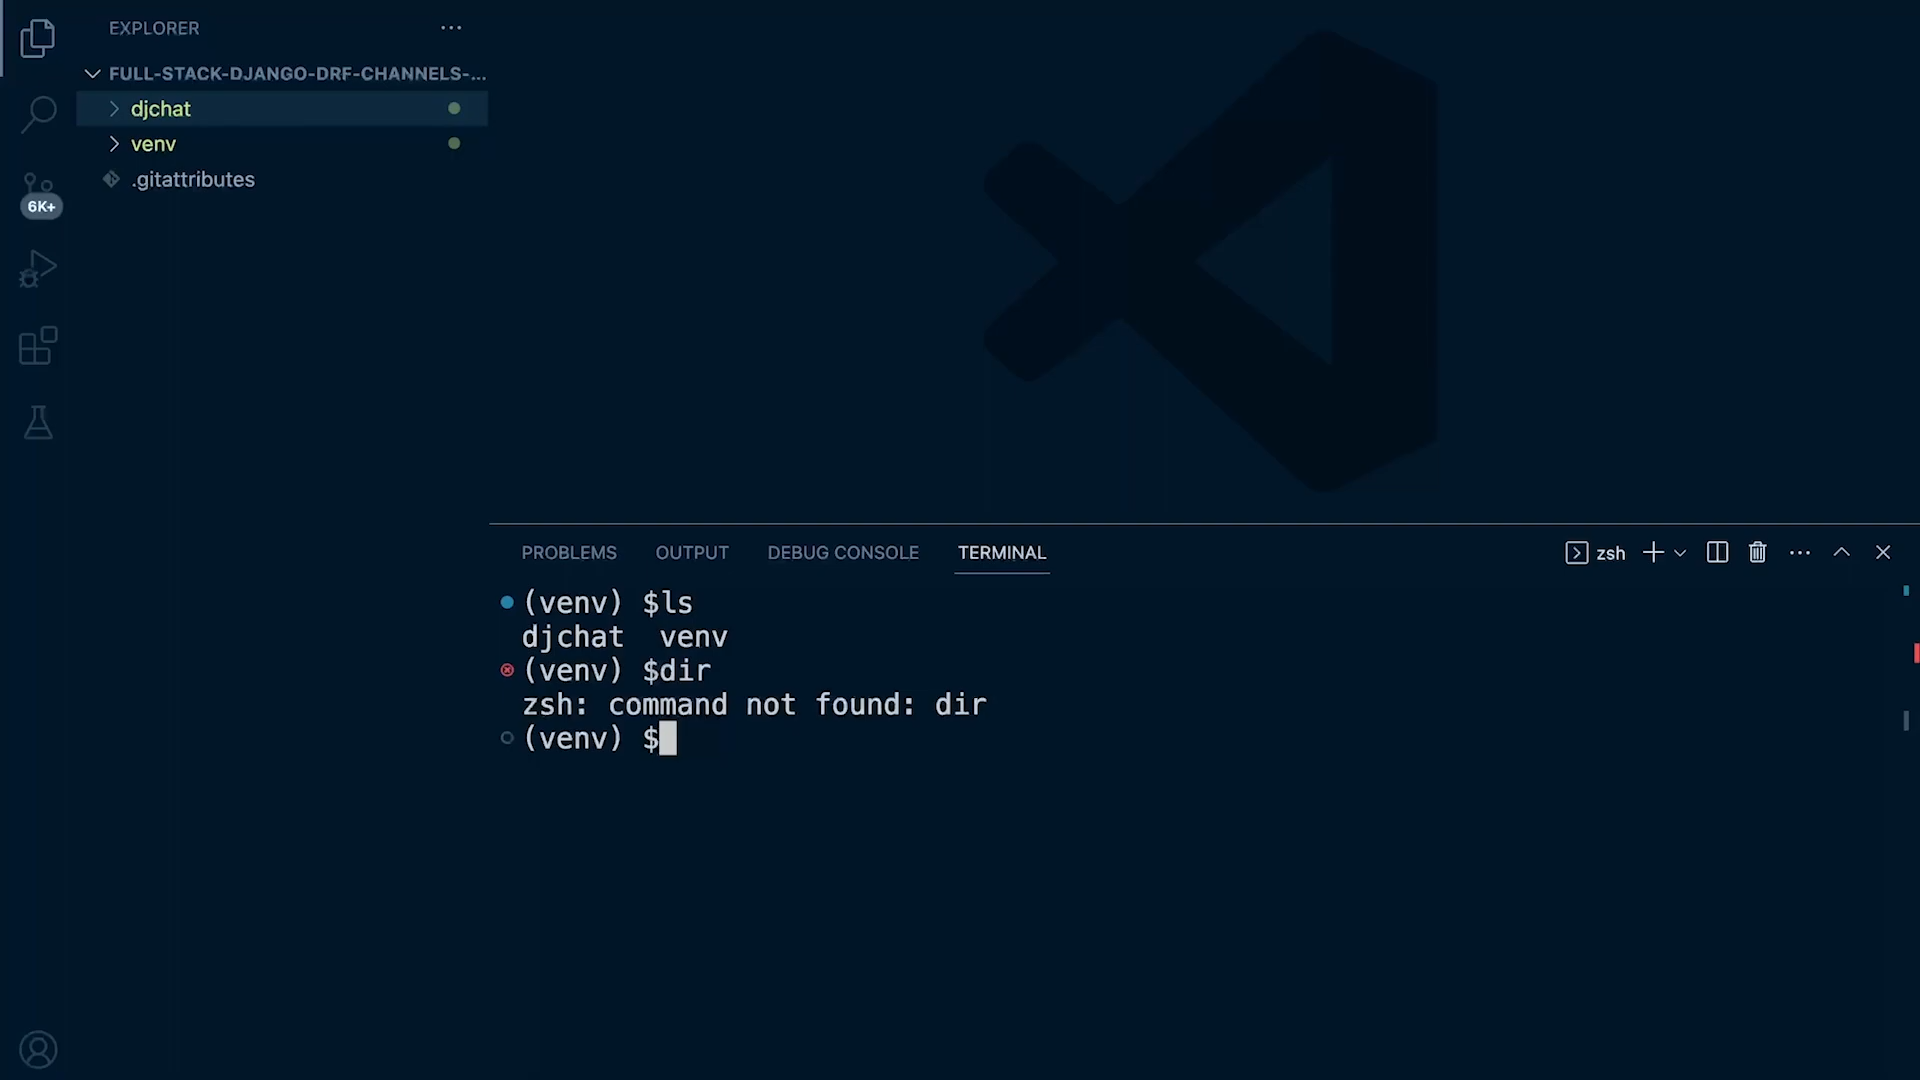 EXPLORER
FULL-STACK-DJANGO-DRF-CHANNELS-...
djchat
venv
.gitattributes
6K+
PROBLEMS OUTPUT DEBUG CONSOLE TERMINAL zsh
(venv) $ls
djchat venv
(venv) $dir
zsh: command not found: dir
(venv) $